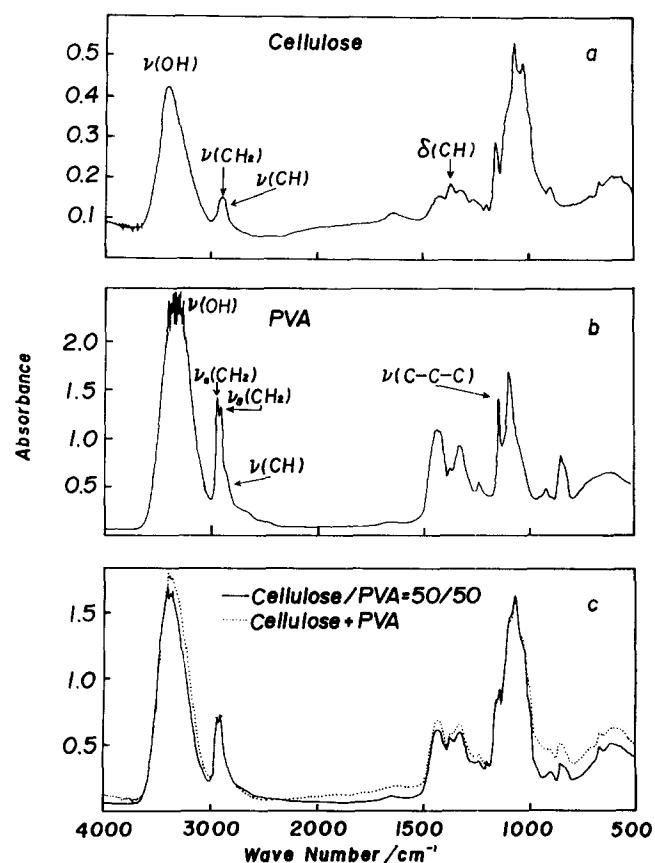 Cellulose
a
ν(OH)
ν(CH₂)
ν(CH)
δ(CH)
0.5
0.4
0.3
0.2
0.1
PVA
b
ν(OH)
νₐ(CH₂)
νₛ(CH₂)
ν(CH)
ν(C-C-C)
2.0
1.5
1.0
0.5
Absorbance
Cellulose/PVA=50/50
Cellulose+PVA
c
1.5
1.0
0.5
4000 3000 2000 1500 1000 500
Wave Number/cm⁻¹